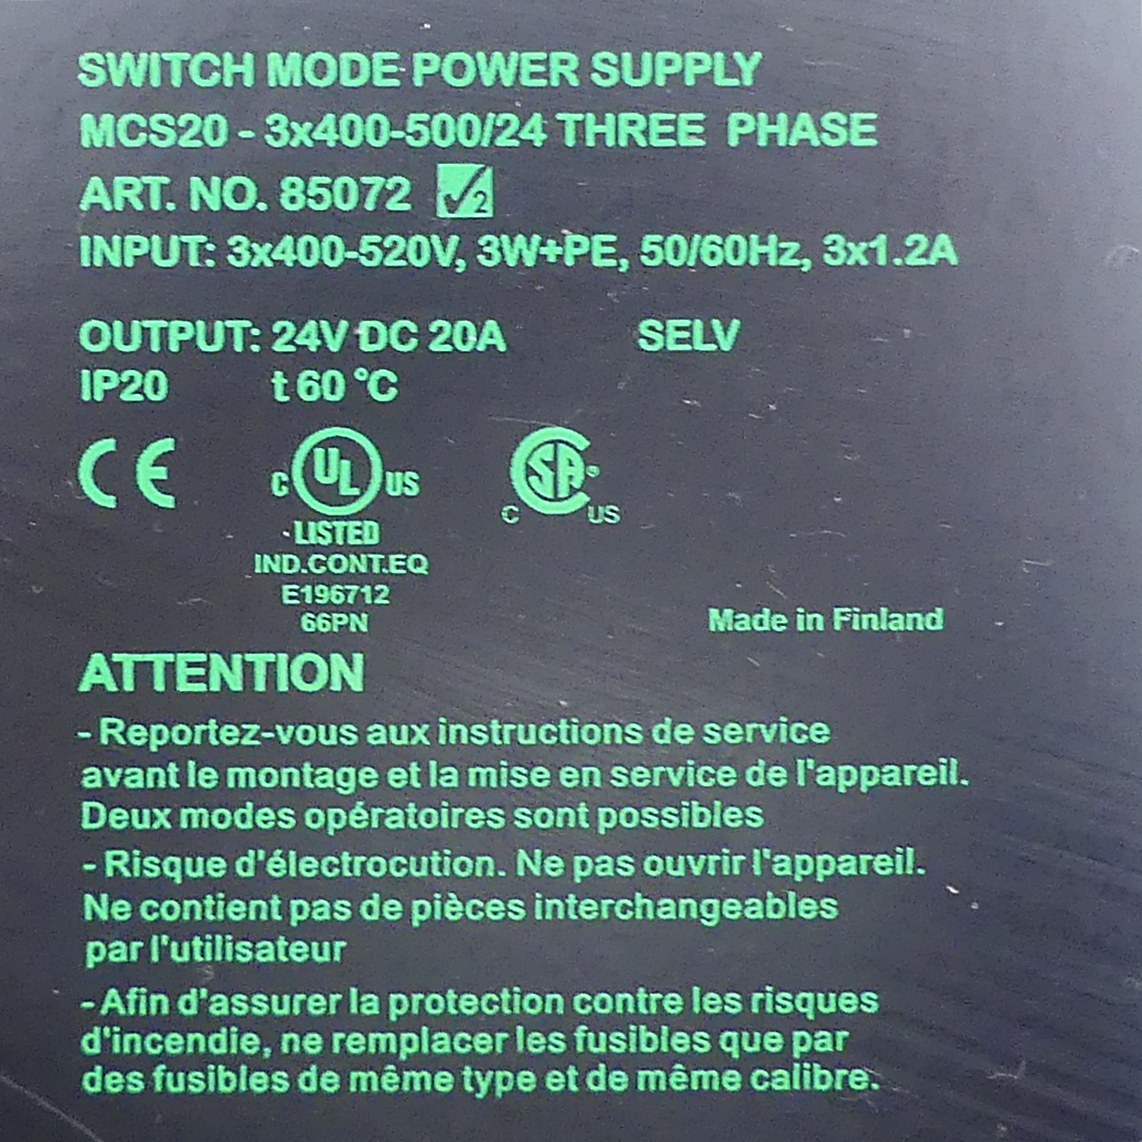 SWITCH MODE POWER SUPPLY
MCS20 - 3x400-500/24 THREE PHASE
ART. NO. 85072 ✓2
INPUT: 3x400-520V, 3W+PE, 50/60Hz, 3x1.2A
OUTPUT: 24V DC 20A SELV
IP20 t 60 °C
CE C UL US C SA US
LISTED
IND.CONT.EQ
E196712
66PN
Made in Finland
ATTENTION
- Reportez-vous aux instructions de service
avant le montage et la mise en service de l'appareil.
Deux modes opératoires sont possibles
- Risque d'électrocution. Ne pas ouvrir l'appareil.
Ne contient pas de pièces interchangeables
par l'utilisateur
- Afin d'assurer la protection contre les risques
d'incendie, ne remplacer les fusibles que par
des fusibles de même type et de même calibre.